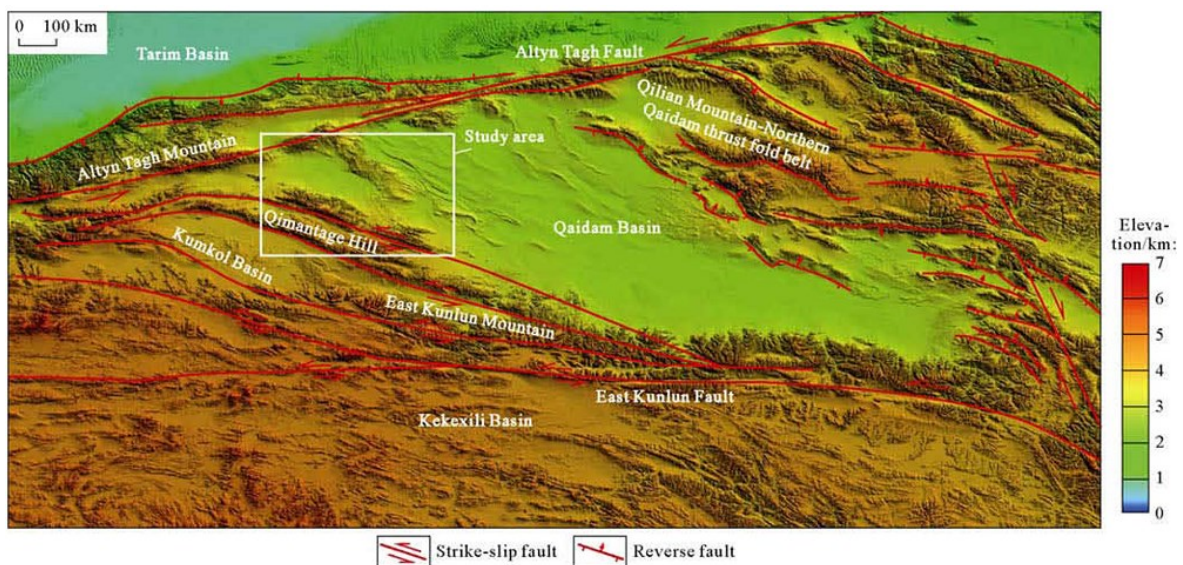 0 100 km
Tarim Basin
Altyn Tagh Fault
Qilian Mountain-Northern
Qaidam thrust fold belt
Study area
Altyn Tagh Mountain
Qimantage Hill
Qaidam Basin
Kumkol Basin
East Kunlun Mountain
East Kunlun Fault
Kekexili Basin
Eleva-
tion/km:
7
6
5
4
3
2
1
0
Strike-slip fault
Reverse fault